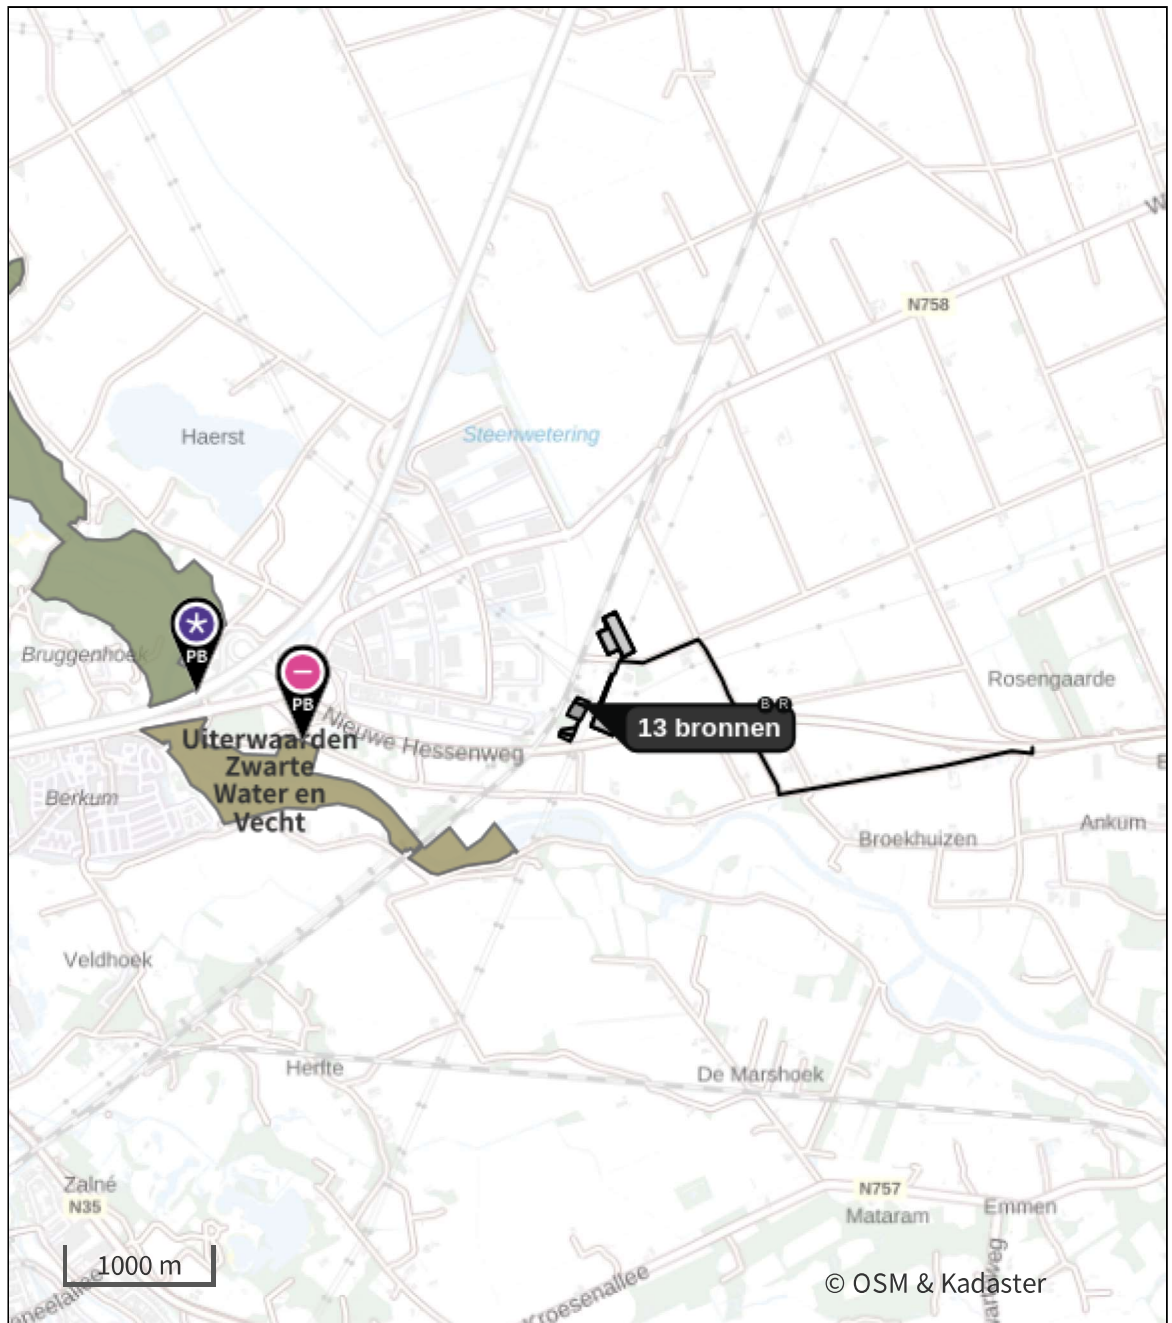 N758
Haerst
Steenwetering
Bruggenhoek
PB
PB
Rosengaarde
B R
13 bronnen
Nieuwe Hessenweg
Uiterwaarden
Zwarte
Water en
Vecht
Berkum
Ankum
Broekhuizen
Veldhoek
Herfte
De Marshoek
Zalné
N35
N757
Mataram
Emmen
1000 m
Kroesenallee
© OSM & Kadaster